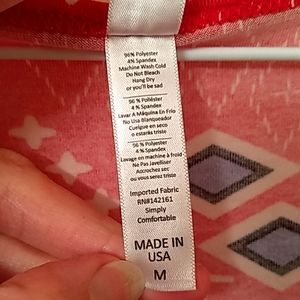 96% Polyester
4% Spandex
Machine Wash Cold
Do Not Bleach
Hang Dry
or you'll be sad
96 % Poliéster
4 % Spandex
Lavar A Máquina En Frío
No Usa Blanqueador
Cuelgue en seco
o estarás triste
96 % Polyester
4 % Spandex
Lavage en machine à froid
Ne Pas Javelliser
Accrochez sec
ou vous serez triste
Imported Fabric
RN#142161
Simply
Comfortable
MADE IN
USA
M